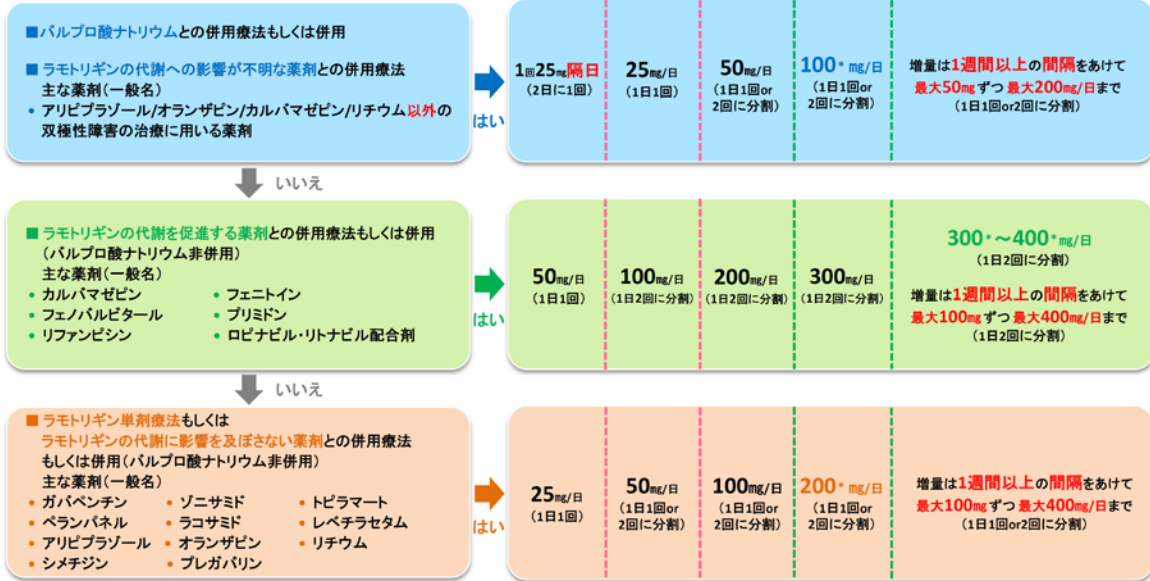 ■バルプロ酸ナトリウムとの併用療法もしくは併用
■ラモトリギンの代謝への影響が不明な薬剤との併用療法
主な薬剤(一般名)
• アリピプラゾール/オランザピン/カルバマゼピン/リチウム以外の
双極性障害の治療に用いる薬剤
はい
1回25mg隔日
(2日に1回)
25mg/日
(1日1回)
50mg/日
(1日1回or
2回に分割)
100*mg/日
(1日1回or
2回に分割)
増量は1週間以上の間隔をあけて
最大50mgずつ最大200mg/日まで
(1日1回or2回に分割)
いいえ
■ラモトリギンの代謝を促進する薬剤との併用療法もしくは併用
(バルプロ酸ナトリウム非併用)
主な薬剤(一般名)
• カルバマゼピン • フェニトイン
• フェノバルビタール • プリミドン
• リファンピシン • ロピナビル・リトナビル配合剤
はい
50mg/日
(1日1回)
100mg/日
(1日2回に分割)
200mg/日
(1日2回に分割)
300mg/日
(1日2回に分割)
300*~400*mg/日
(1日2回に分割)
増量は1週間以上の間隔をあけて
最大100mgずつ最大400mg/日まで
(1日2回に分割)
いいえ
■ラモトリギン単剤療法もしくは
ラモトリギンの代謝に影響を及ぼさない薬剤との併用療法
もしくは併用(バルプロ酸ナトリウム非併用)
主な薬剤(一般名)
• ガバペンチン • ゾニサミド • トピラマート
• ペランパネル • ラコサミド • レベチラセタム
• アリピプラゾール • オランザピン • リチウム
• シメチジン • プレガバリン
はい
25mg/日
(1日1回)
50mg/日
(1日1回or
2回に分割)
100mg/日
(1日1回or
2回に分割)
200*mg/日
(1日1回or
2回に分割)
増量は1週間以上の間隔をあけて
最大100mgずつ最大400mg/日まで
(1日1回or2回に分割)